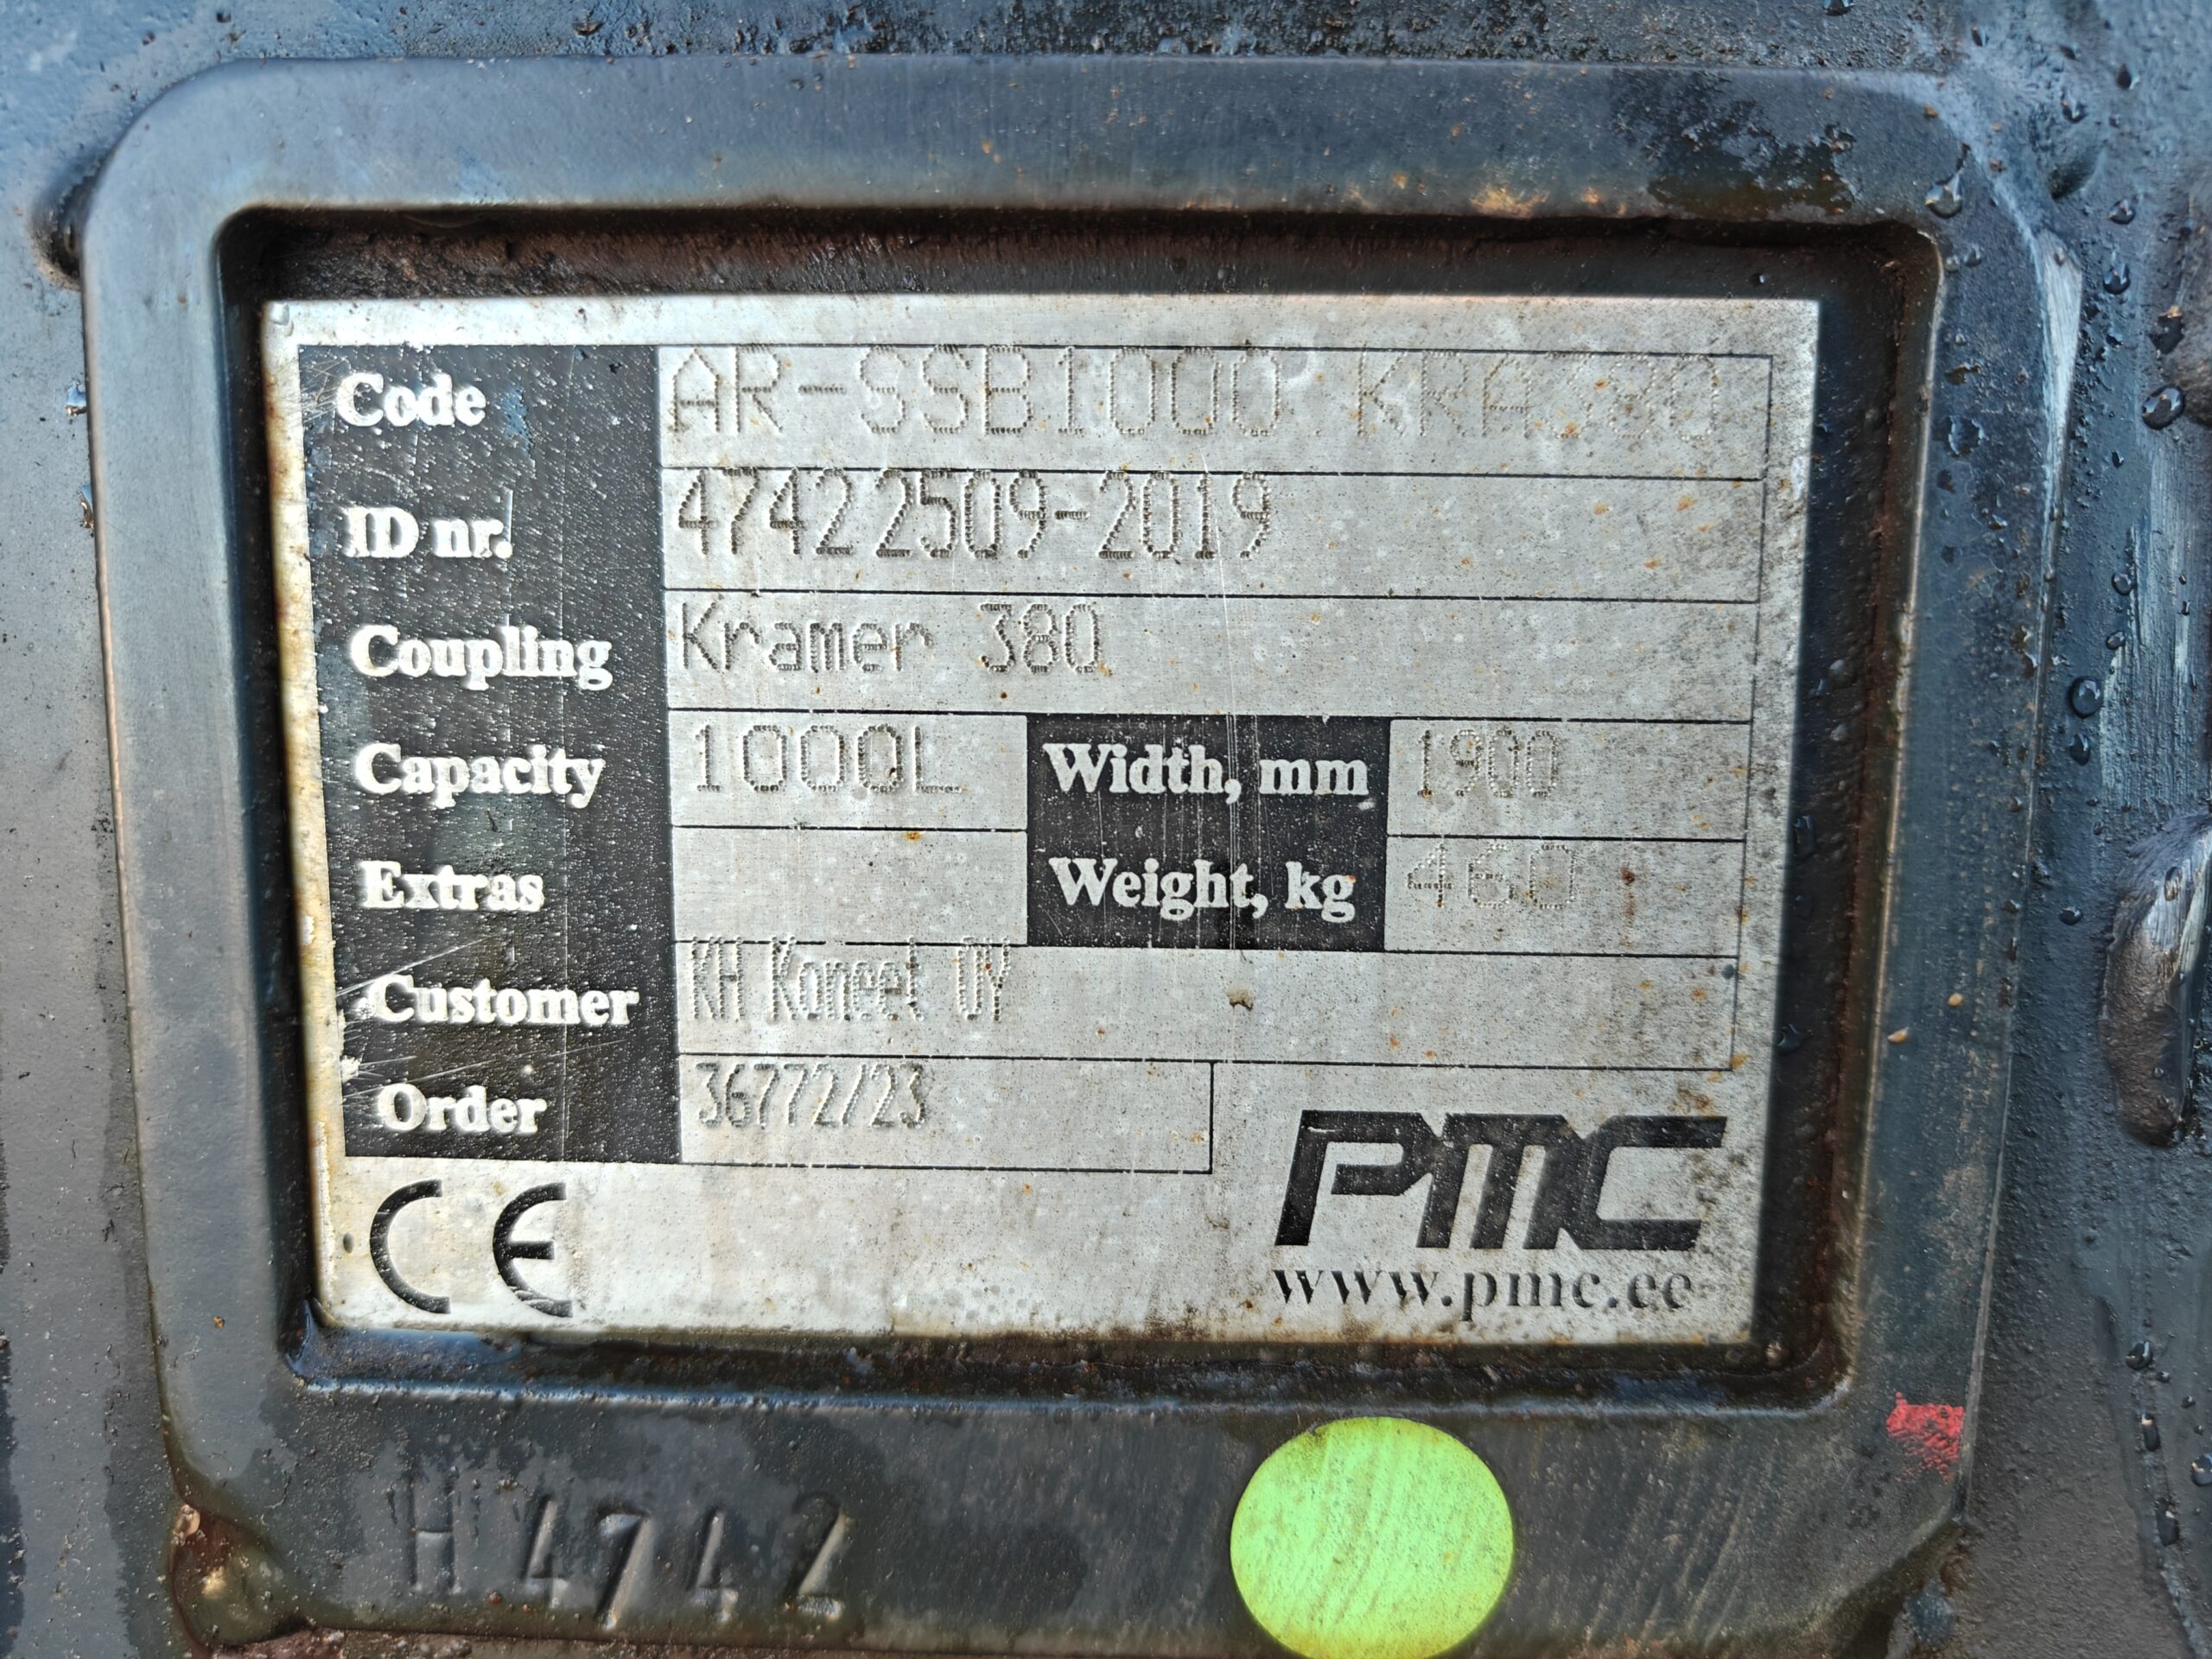 Code AR-SSB1000.KRA380
ID nr. 4742 2509-2019
Coupling Kramer 380
Capacity 1000L Width, mm 1900
Extras Weight, kg 460
Customer KH Koneet OY
Order 36772/23
CE PMC
www.pmc.ee
H 4742